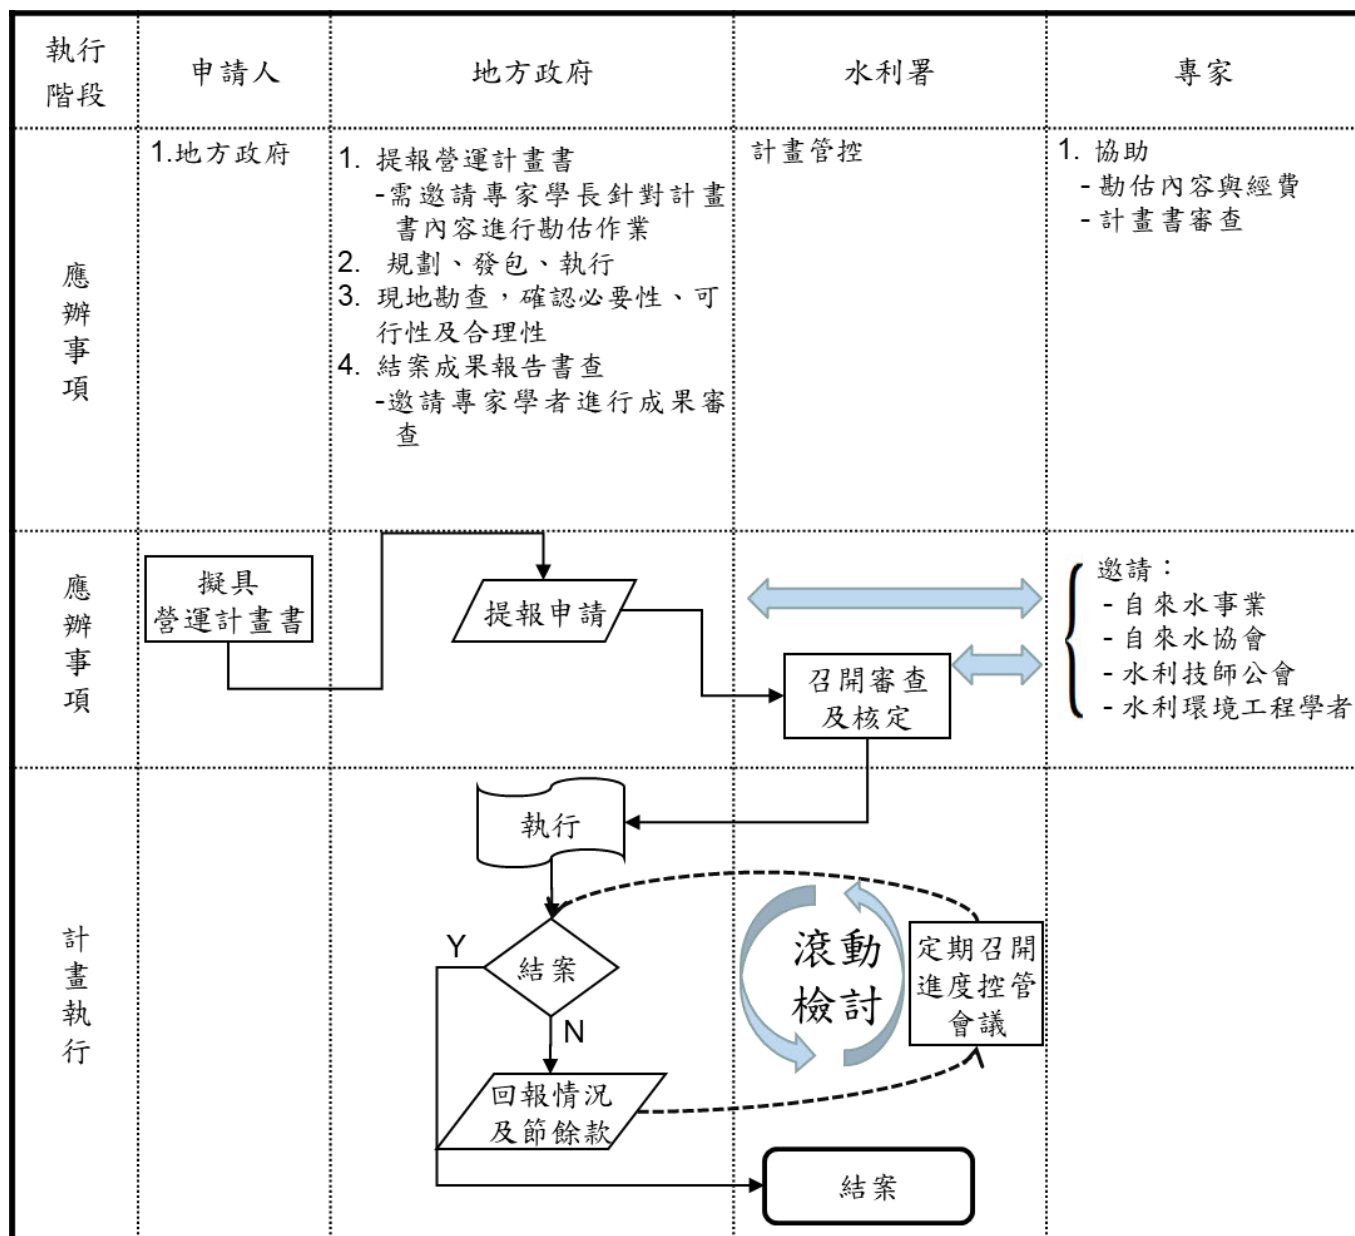 執行
階段
申請人
地方政府
水利署
專家
應
辦
事
項
1.地方政府
1. 提報營運計畫書
-需邀請專家學長針對計畫
書內容進行勘估作業
2. 規劃、發包、執行
3. 現地勘查，確認必要性、可
行性及合理性
4. 結案成果報告書查
-邀請專家學者進行成果審
查
計畫管控
1. 協助
- 勘估內容與經費
- 計畫書審查
應
辦
事
項
擬具
營運計畫書
提報申請
召開審查
及核定
邀請：
- 自來水事業
- 自來水協會
- 水利技師公會
- 水利環境工程學者
計
畫
執
行
執行
結案
Y
N
回報情況
及節餘款
滾動
檢討
定期召開
進度控管
會議
結案